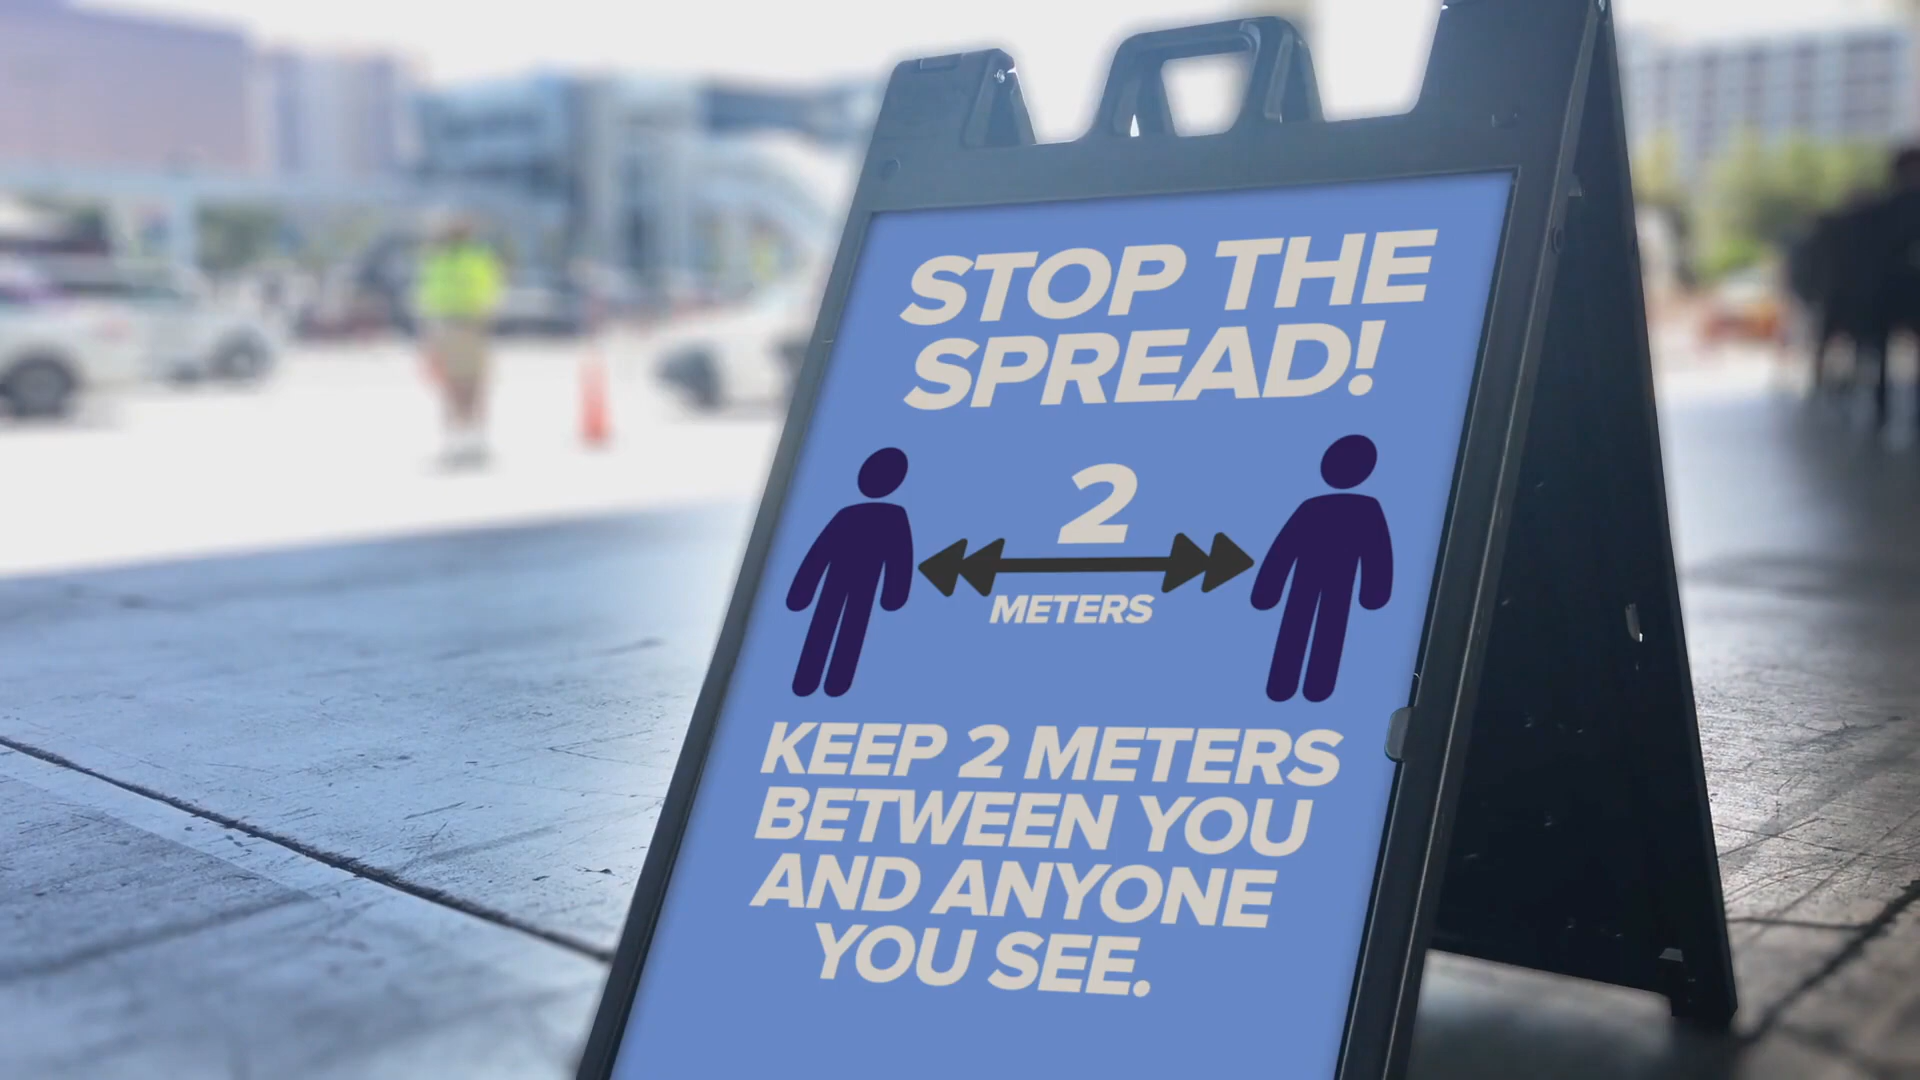 STOP THE
SPREAD!
2
METERS
KEEP 2 METERS
BETWEEN YOU
AND ANYONE
YOU SEE.